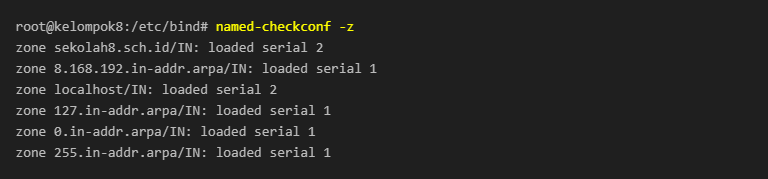 root@kelompok8:/etc/bind# named-checkconf -z
zone sekolah8.sch.id/IN: loaded serial 2
zone 8.168.192.in-addr.arpa/IN: loaded serial 1
zone localhost/IN: loaded serial 2
zone 127.in-addr.arpa/IN: loaded serial 1
zone 0.in-addr.arpa/IN: loaded serial 1
zone 255.in-addr.arpa/IN: loaded serial 1